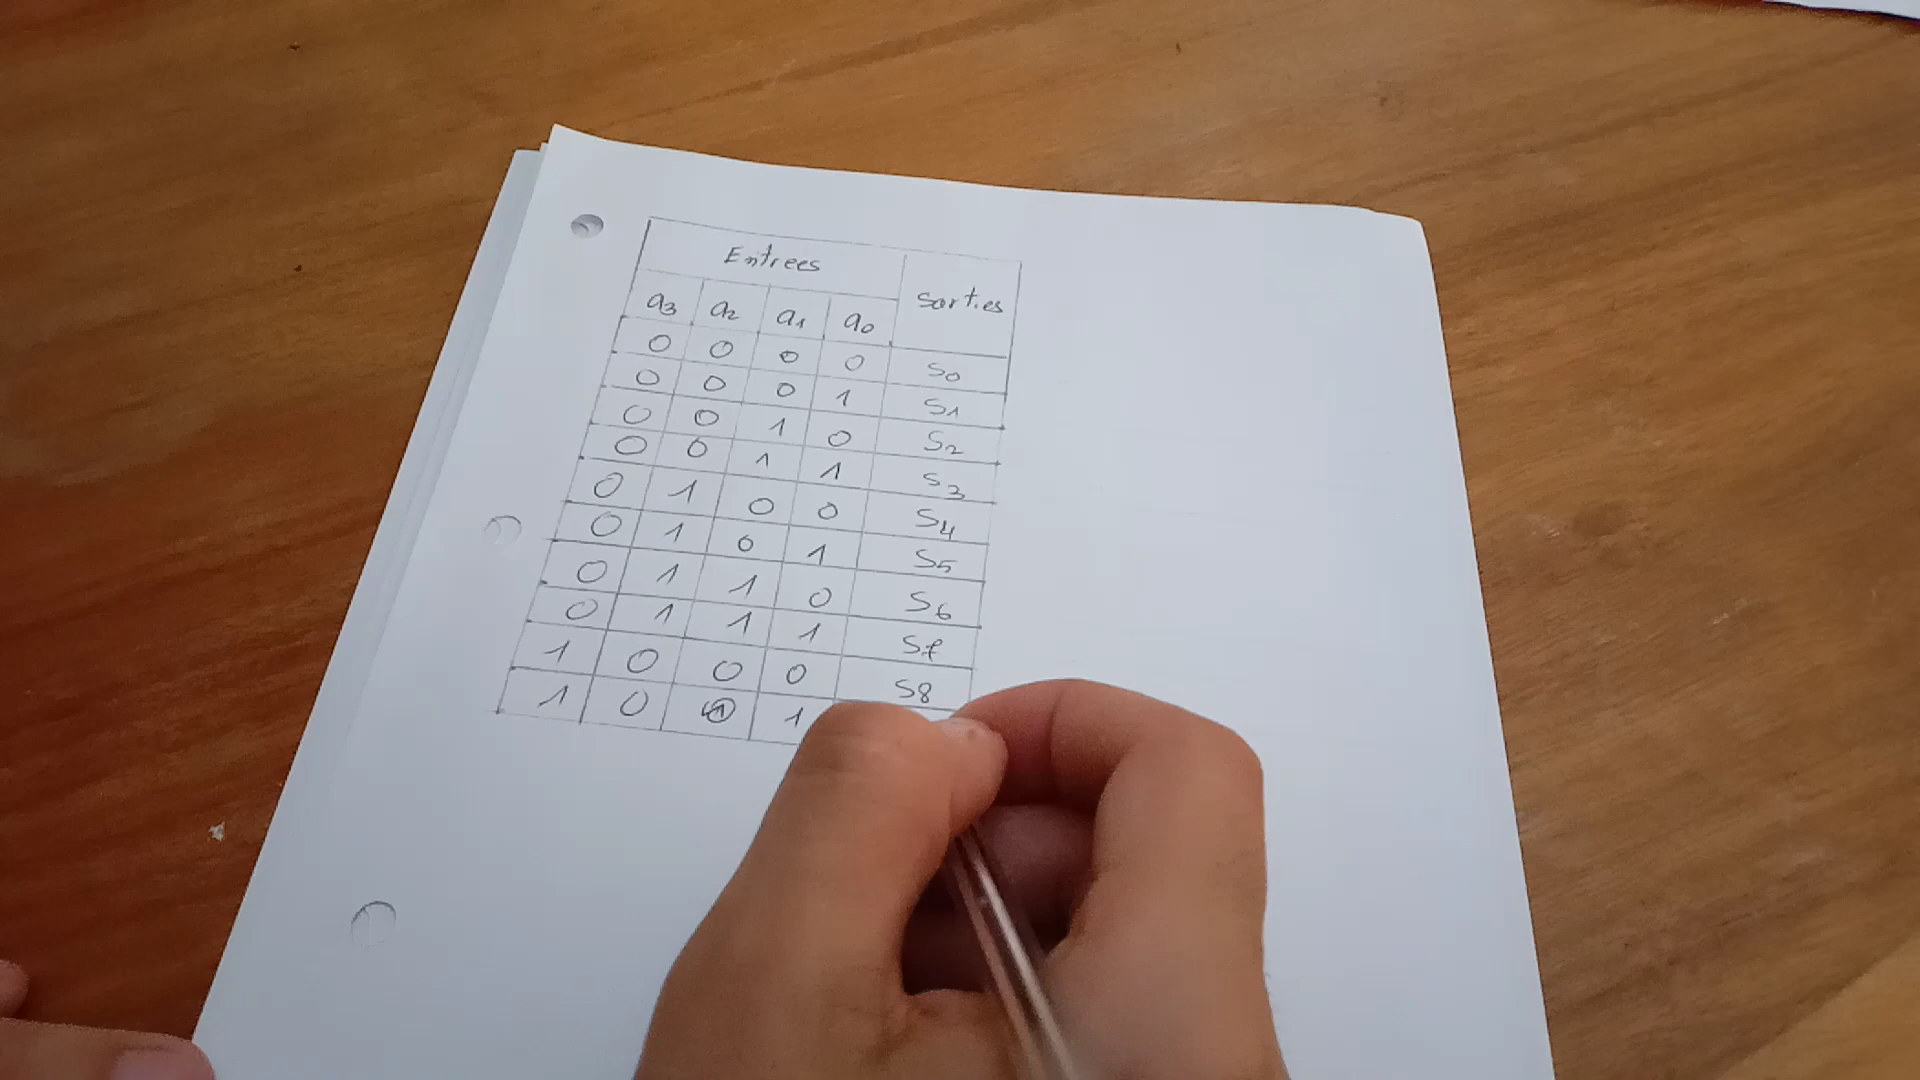 Entrees Sorties
a3 a2 a1 a0
0 0 0 0 S0
0 0 0 1 S1
0 0 1 0 S2
0 0 1 1 S3
0 1 0 0 S4
0 1 0 1 S5
0 1 1 0 S6
0 1 1 1 S7
1 0 0 0 S8
1 0 1